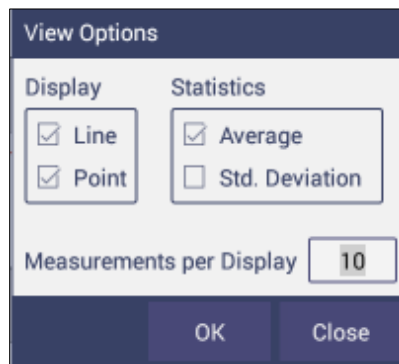 View Options
Display Statistics
Line Average
Point Std. Deviation
Measurements per Display 10
OK Close